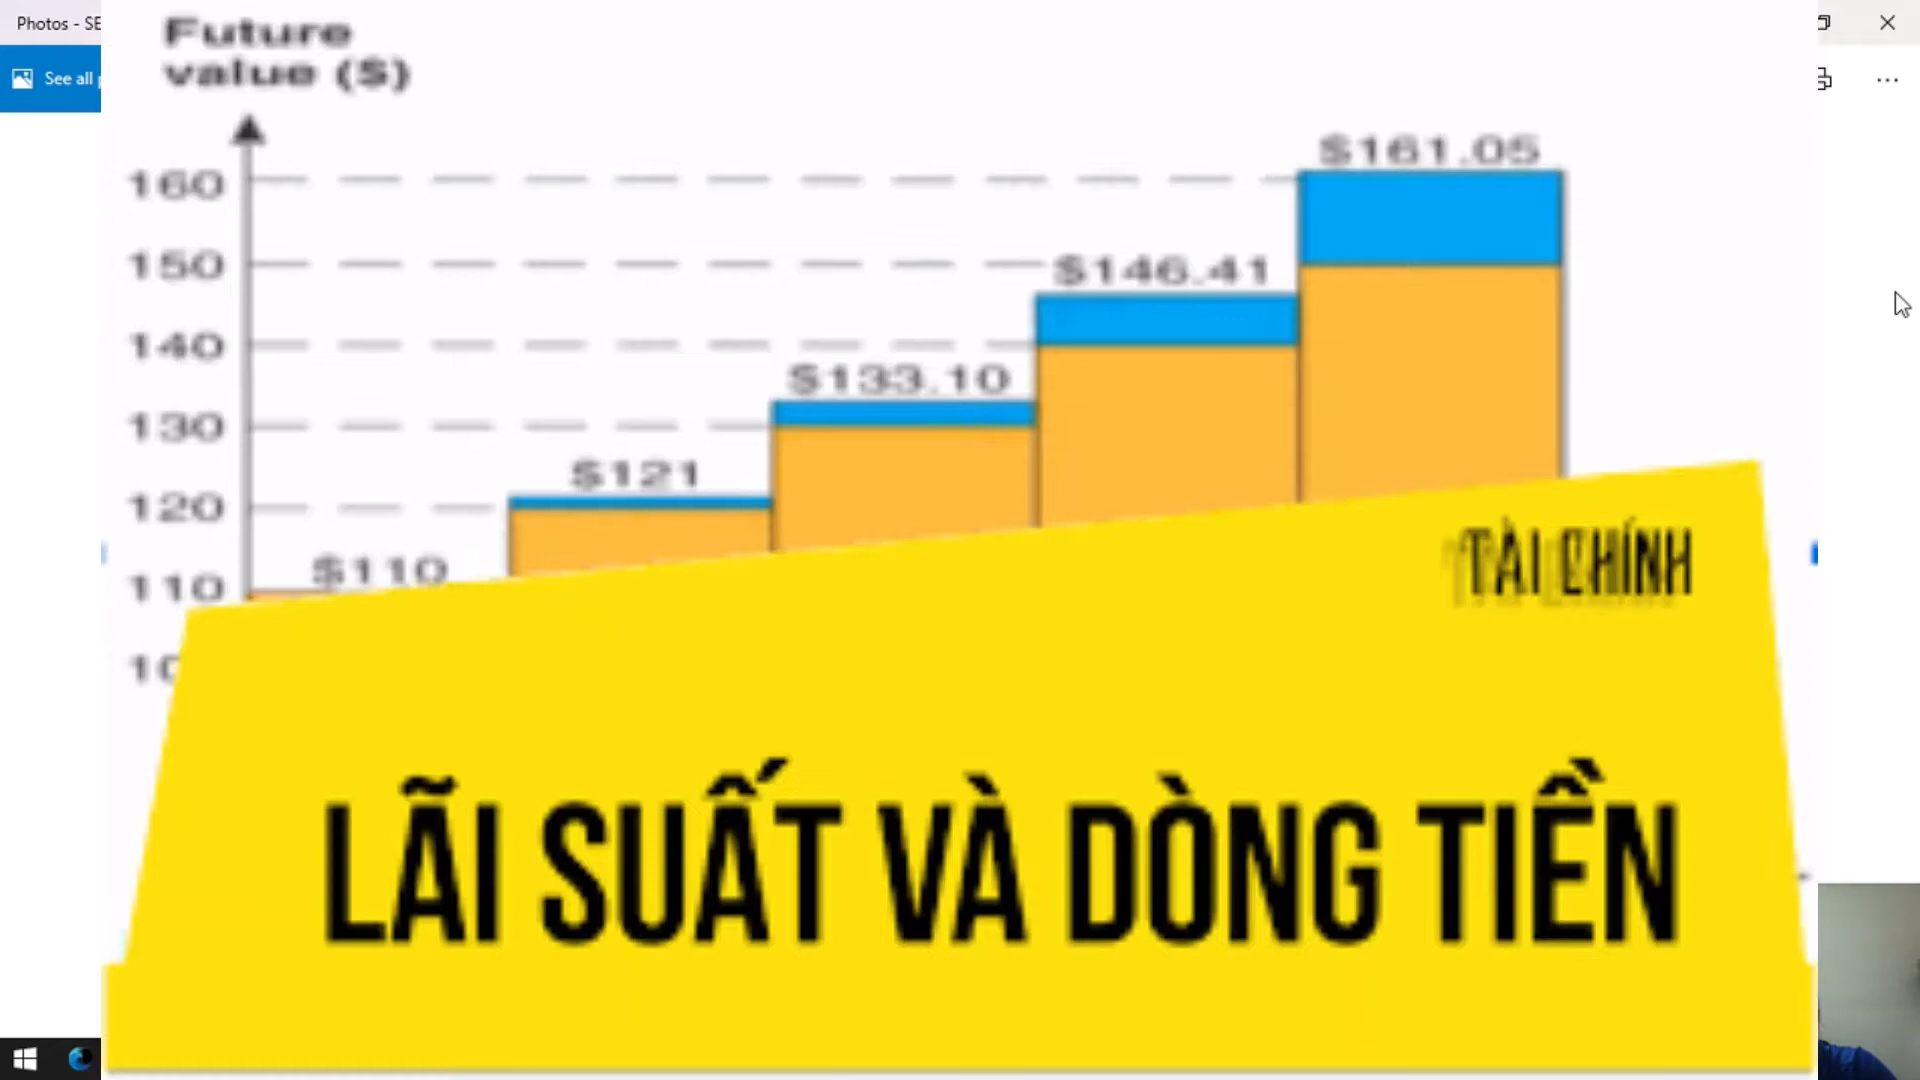 Photos - SE
See all
Future
value ($)
$161.05
160
150
$146.41
140
$133.10
130
$121
120
$110
110
TÀI CHÍNH
LÃI SUẤT VÀ DÒNG TIỀN